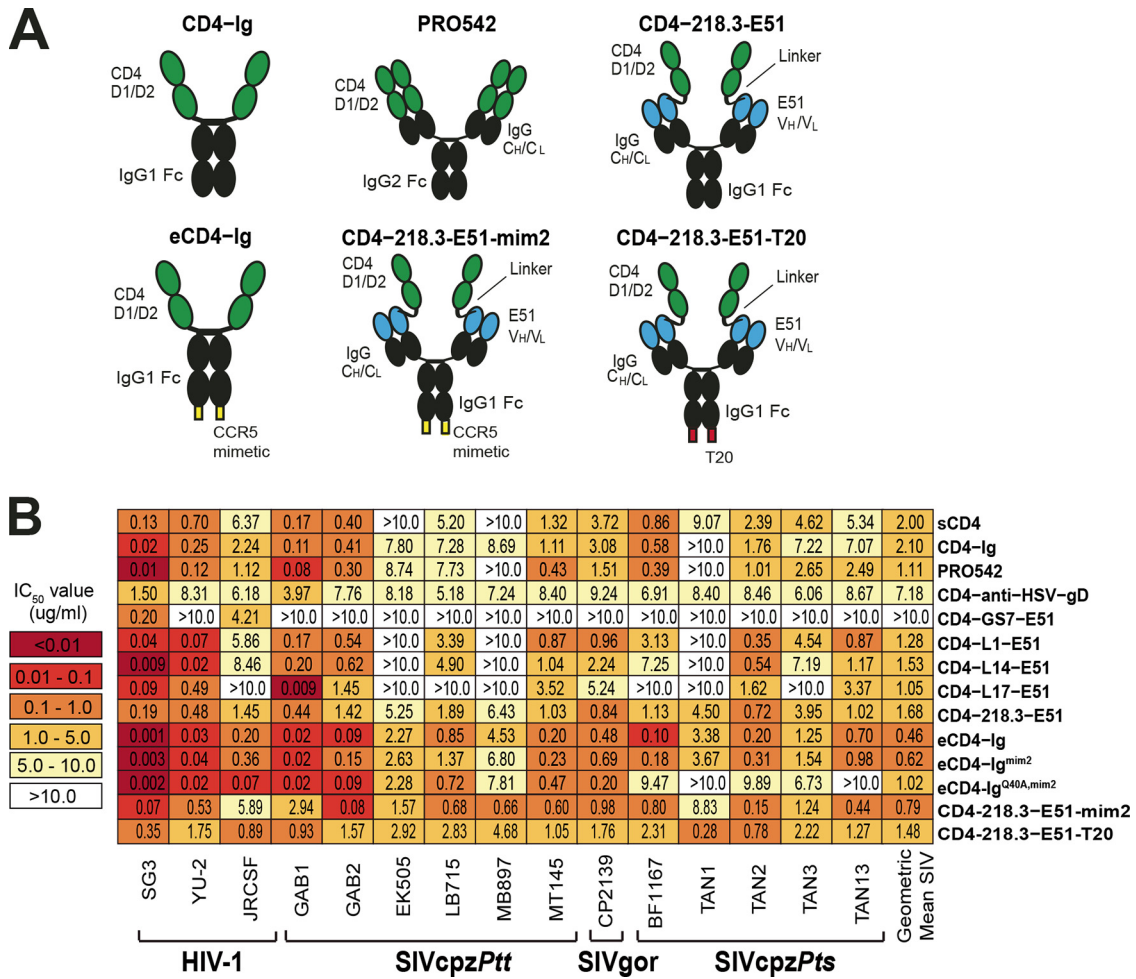 A
CD4−Ig
CD4
D1/D2
IgG1 Fc
PRO542
CD4
D1/D2
IgG
CH/CL
IgG2 Fc
CD4−218.3-E51
CD4
D1/D2
Linker
E51
VH/VL
IgG
CH/CL
IgG1 Fc
eCD4−Ig
CD4
D1/D2
IgG1 Fc
CCR5
mimetic
CD4−218.3-E51-mim2
CD4
D1/D2
Linker
E51
VH/VL
IgG
CH/CL
IgG1 Fc
CCR5
mimetic
CD4−218.3-E51-T20
CD4
D1/D2
Linker
E51
VH/VL
IgG
CH/CL
IgG1 Fc
T20
B
IC50 value
(ug/ml)
<0.01
0.01 - 0.1
0.1 - 1.0
1.0 - 5.0
5.0 - 10.0
>10.0
0.13 0.70 6.37 0.17 0.40 >10.0 5.20 >10.0 1.32 3.72 0.86 9.07 2.39 4.62 5.34 2.00 sCD4
0.02 0.25 2.24 0.11 0.41 7.80 7.28 8.69 1.11 3.08 0.58 >10.0 1.76 7.22 7.07 2.10 CD4−Ig
0.01 0.12 1.12 0.08 0.30 8.74 7.73 >10.0 0.43 1.51 0.39 >10.0 1.01 2.65 2.49 1.11 PRO542
1.50 8.31 6.18 3.97 7.76 8.18 5.18 7.24 8.40 9.24 6.91 8.40 8.46 6.06 8.67 7.18 CD4−anti−HSV−gD
0.20 >10.0 4.21 >10.0 >10.0 >10.0 >10.0 >10.0 >10.0 >10.0 >10.0 >10.0 >10.0 >10.0 >10.0 >10.0 CD4−GS7−E51
0.04 0.07 5.86 0.17 0.54 >10.0 3.39 >10.0 0.87 0.96 3.13 >10.0 0.35 4.54 0.87 1.28 CD4−L1−E51
0.009 0.02 8.46 0.20 0.62 >10.0 4.90 >10.0 1.04 2.24 7.25 >10.0 0.54 7.19 1.17 1.53 CD4−L14−E51
0.09 0.49 >10.0 0.009 1.45 >10.0 >10.0 >10.0 3.52 5.24 >10.0 >10.0 1.62 >10.0 3.37 1.05 CD4−L17−E51
0.19 0.48 1.45 0.44 1.42 5.25 1.89 6.43 1.03 0.84 1.13 4.50 0.72 3.95 1.02 1.68 CD4−218.3−E51
0.001 0.03 0.20 0.02 0.09 2.27 0.85 4.53 0.20 0.48 0.10 3.38 0.20 1.25 0.70 0.46 eCD4−Ig
0.003 0.04 0.36 0.02 0.15 2.63 1.37 6.80 0.23 0.69 0.18 3.67 0.31 1.54 0.98 0.62 eCD4−Igmim2
0.002 0.02 0.07 0.02 0.09 2.28 0.72 7.81 0.47 0.20 9.47 >10.0 9.89 6.73 >10.0 1.02 eCD4-IgQ40A,mim2
0.07 0.53 5.89 2.94 0.08 1.57 0.68 0.66 0.60 0.98 0.80 8.83 0.15 1.24 0.44 0.79 CD4-218.3−E51-mim2
0.35 1.75 0.89 0.93 1.57 2.92 2.83 4.68 1.05 1.76 2.31 0.28 0.78 2.22 1.27 1.48 CD4-218.3−E51-T20
SG3 YU-2 JRCSF GAB1 GAB2 EK505 LB715 MB897 MT145 CP2139 BF1167 TAN1 TAN2 TAN3 TAN13 Geometric
Mean SIV
HIV-1 SIVcpzPtt SIVgor SIVcpzPts